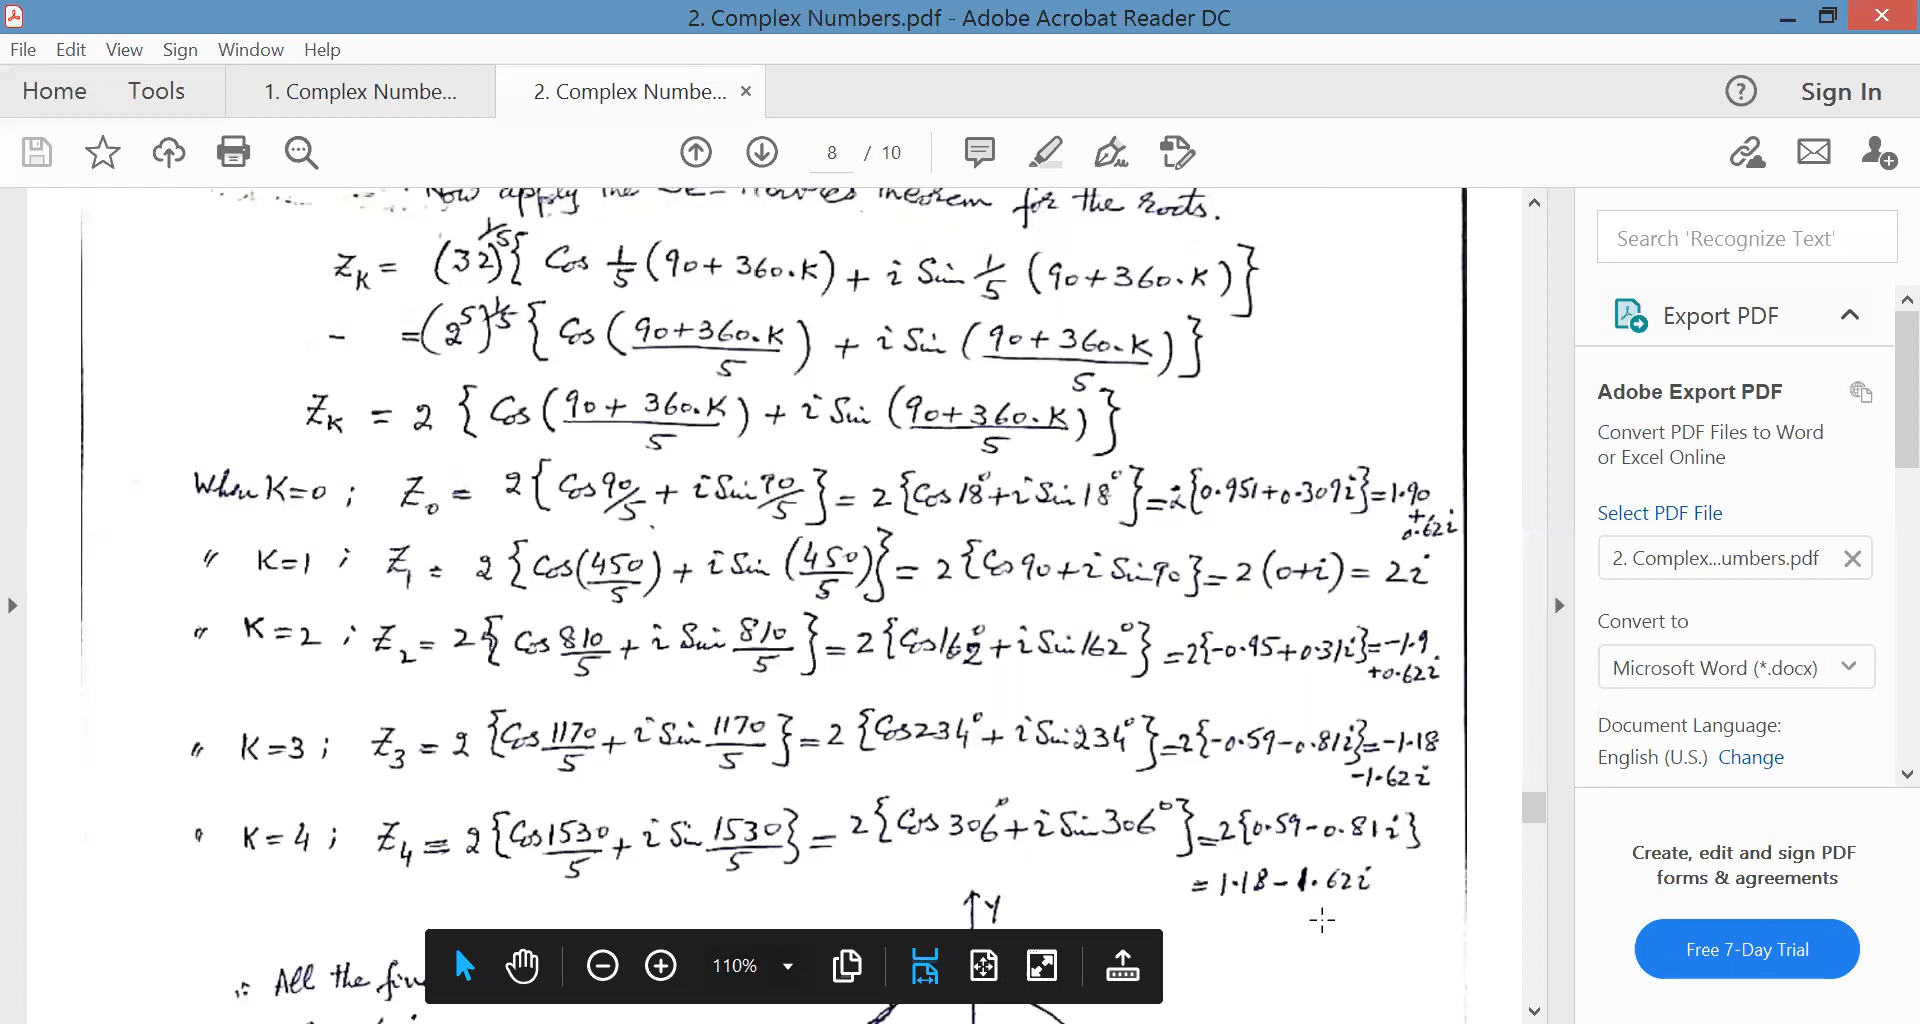 2. Complex Numbers.pdf - Adobe Acrobat Reader DC
File Edit View Sign Window Help
Home Tools 1. Complex Numbe... 2. Complex Numbe... × Sign In
8 / 10
Now apply the De-Moivres theorem for the roots.
Z_K = (32)^1/5 { Cos 1/5 (90+360.K) + i Sin 1/5 (90+360.K) }
- = (2^5)^1/5 { Cos ( (90+360.K)/5 ) + i Sin ( (90+360.K)/5 ) }
Z_K = 2 { Cos ( (90+360.K)/5 ) + i Sin ( (90+360.K)/5 ) }
When K=0 ; Z_0 = 2 { Cos 90/5 + i Sin 90/5 } = 2 { Cos 18° + i Sin 18° } = 2 { 0.951+0.309i } = 1.90 + 0.62i
" K=1 ; Z_1 = 2 { Cos (450/5) + i Sin (450/5) } = 2 { Cos 90 + i Sin 90 } = 2 (0+i) = 2i
" K=2 ; Z_2 = 2 { Cos 810/5 + i Sin 810/5 } = 2 { Cos 162° + i Sin 162° } = 2 { -0.95+0.31i } = -1.9 +0.62i.
" K=3 ; Z_3 = 2 { Cos 1170/5 + i Sin 1170/5 } = 2 { Cos 234° + i Sin 234° } = 2 { -0.59-0.81i } = -1.18 -1.62i
" K=4 ; Z_4 = 2 { Cos 1530/5 + i Sin 1530/5 } = 2 { Cos 306° + i Sin 306° } = 2 { 0.59-0.81i }
= 1.18 - 1.62i
Y
∴ All the
110%
Search 'Recognize Text'
Export PDF
Adobe Export PDF
Convert PDF Files to Word
or Excel Online
Select PDF File
2. Complex...umbers.pdf
Convert to
Microsoft Word (*.docx)
Document Language:
English (U.S.) Change
Create, edit and sign PDF
forms & agreements
Free 7-Day Trial